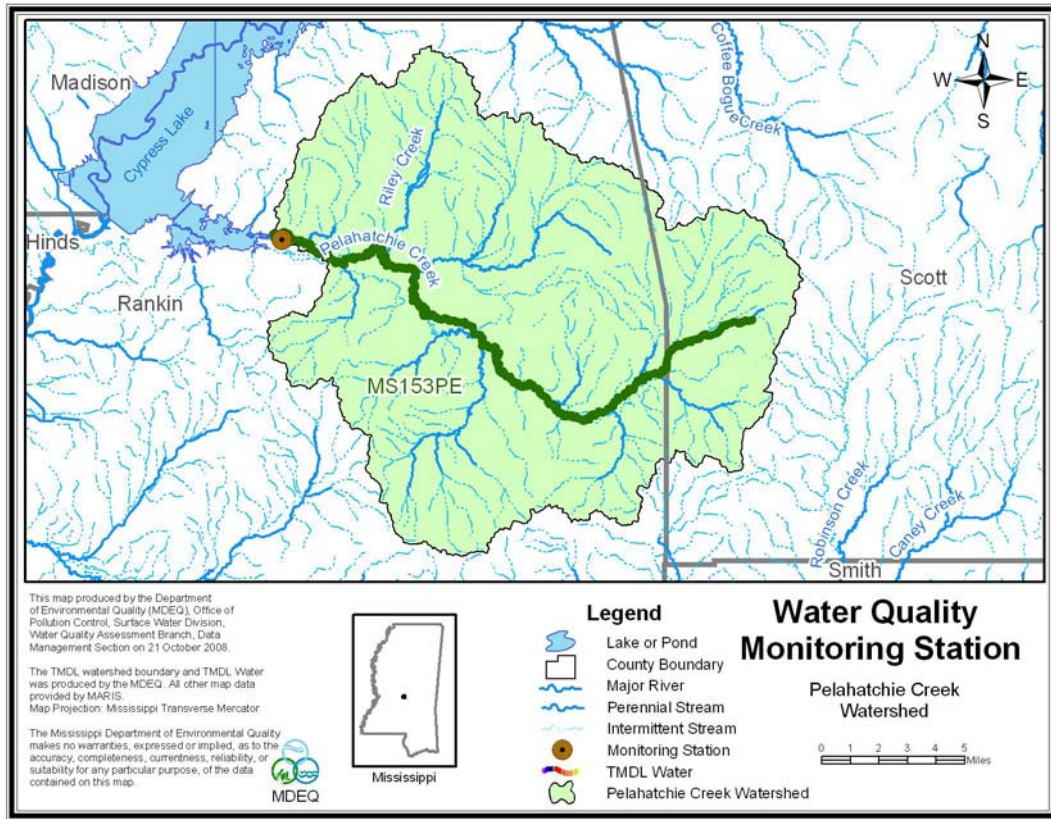 Madison
Cypress Lake
Hinds
Rankin
Riley Creek
Pelahatchie Creek
MS153PE
Coffee Bogue Creek
N
W E
S
Scott
Robinson Creek
Caney Creek
Smith
This map produced by the Department
of Environmental Quality (MDEQ), Office of
Pollution Control, Surface Water Division,
Water Quality Assessment Branch, Data
Management Section on 21 October 2008.
The TMDL watershed boundary and TMDL Water
was produced by the MDEQ. All other map data
provided by MARIS.
Map Projection: Mississippi Transverse Mercator
The Mississippi Department of Environmental Quality
makes no warranties, expressed or implied, as to the
accuracy, completeness, currentness, reliability, or
suitability for any particular purpose, of the data
contained on this map.
MDEQ
Mississippi
Legend
Lake or Pond
County Boundary
Major River
Perennial Stream
Intermittent Stream
Monitoring Station
TMDL Water
Pelahatchie Creek Watershed
Water Quality
Monitoring Station
Pelahatchie Creek
Watershed
0 1 2 3 4 5
Miles